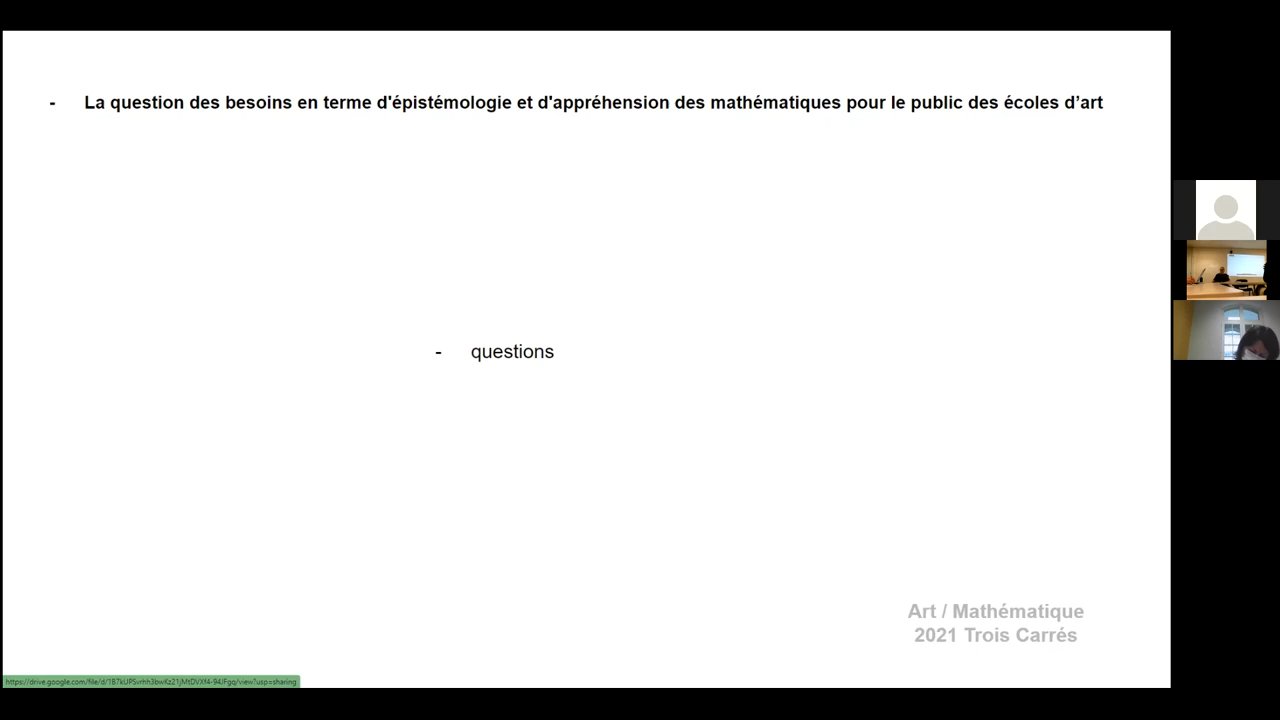 - La question des besoins en terme d'épistémologie et d'appréhension des mathématiques pour le public des écoles d’art
- questions
Art / Mathématique
2021 Trois Carrés